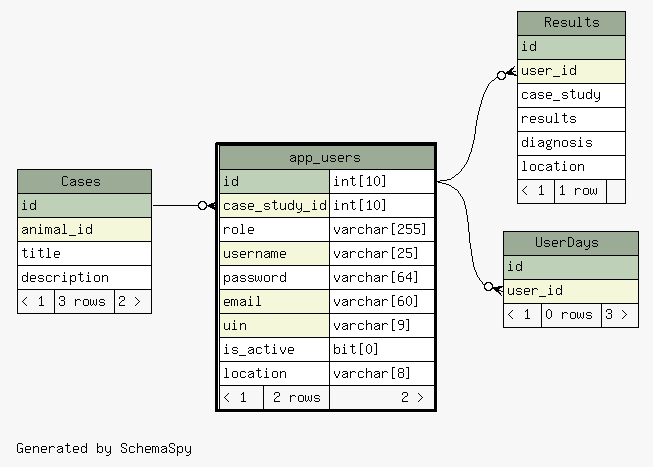 Results
id
user_id
case_study
results
diagnosis
location
< 1 1 row
Cases
id
animal_id
title
description
< 1 3 rows 2 >
app_users
id int[10]
case_study_id int[10]
role varchar[255]
username varchar[25]
password varchar[64]
email varchar[60]
uin varchar[9]
is_active bit[0]
location varchar[8]
< 1 2 rows 2 >
UserDays
id
user_id
< 1 0 rows 3 >
Generated by SchemaSpy